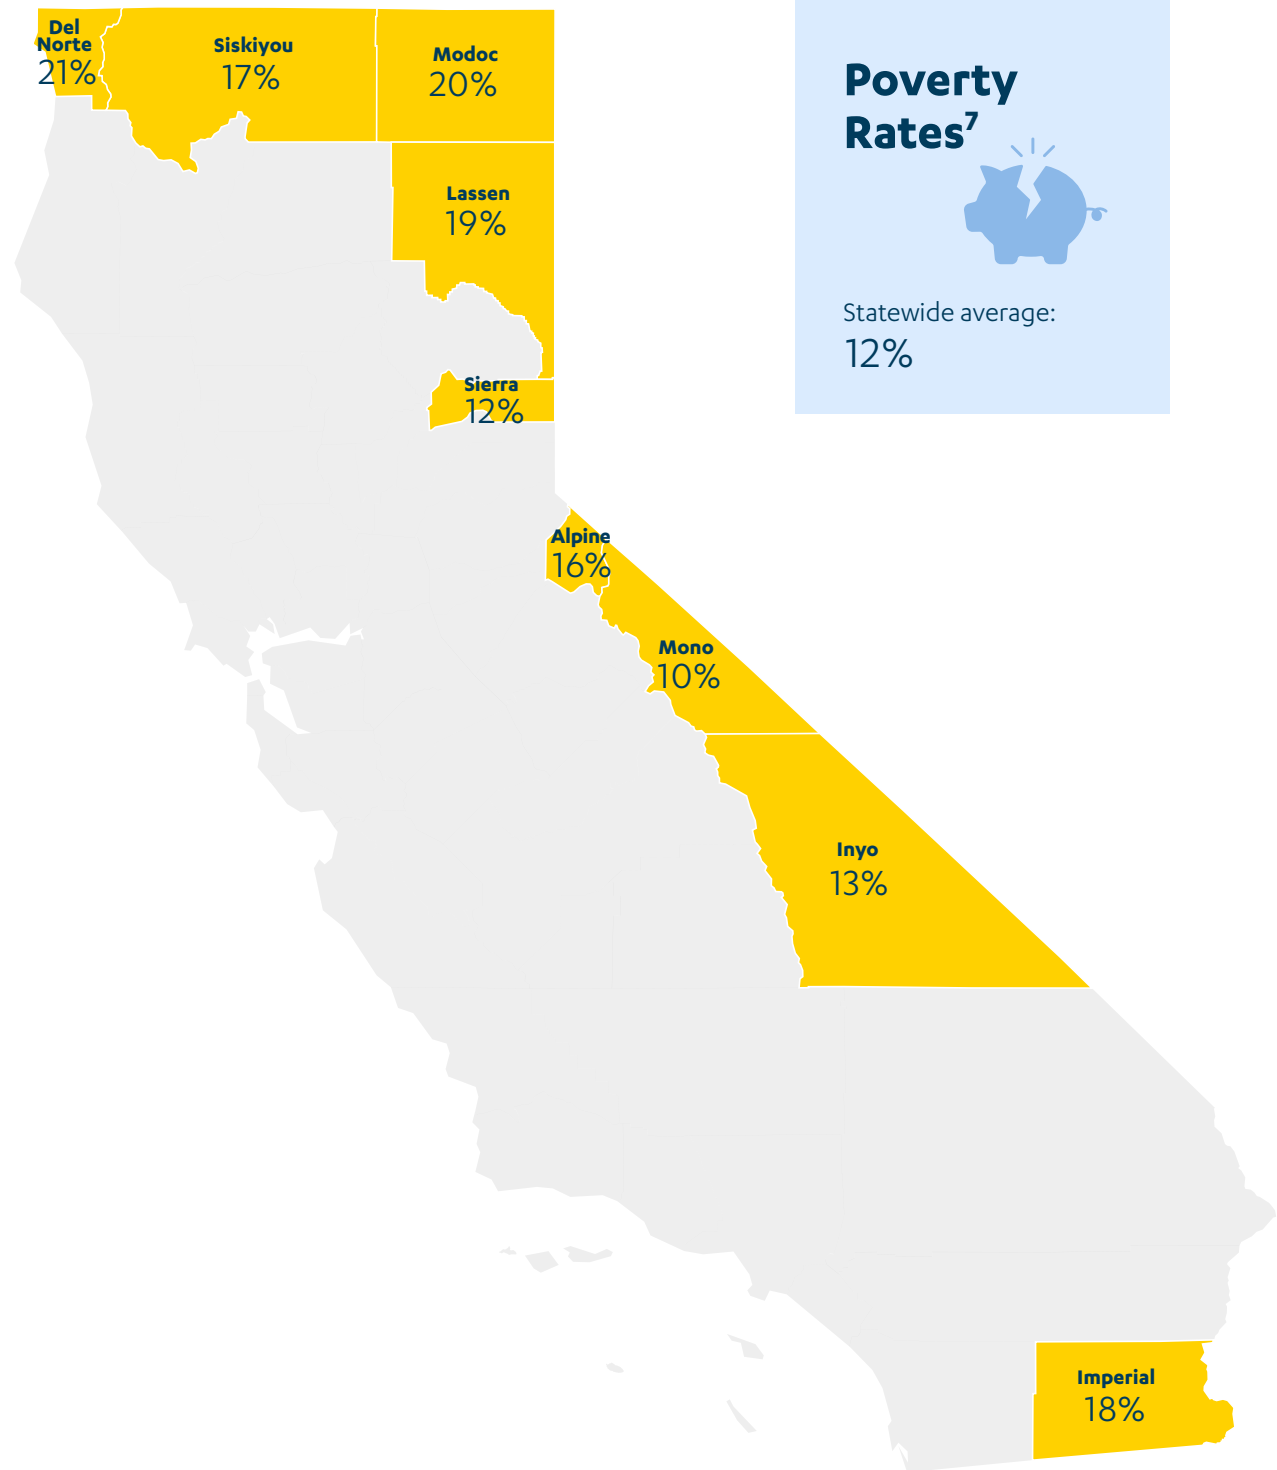 Del
Norte
21%
Siskiyou
17%
Modoc
20%
Lassen
19%
Sierra
12%
Alpine
16%
Mono
10%
Inyo
13%
Imperial
18%
Poverty
Rates⁷
Statewide average:
12%